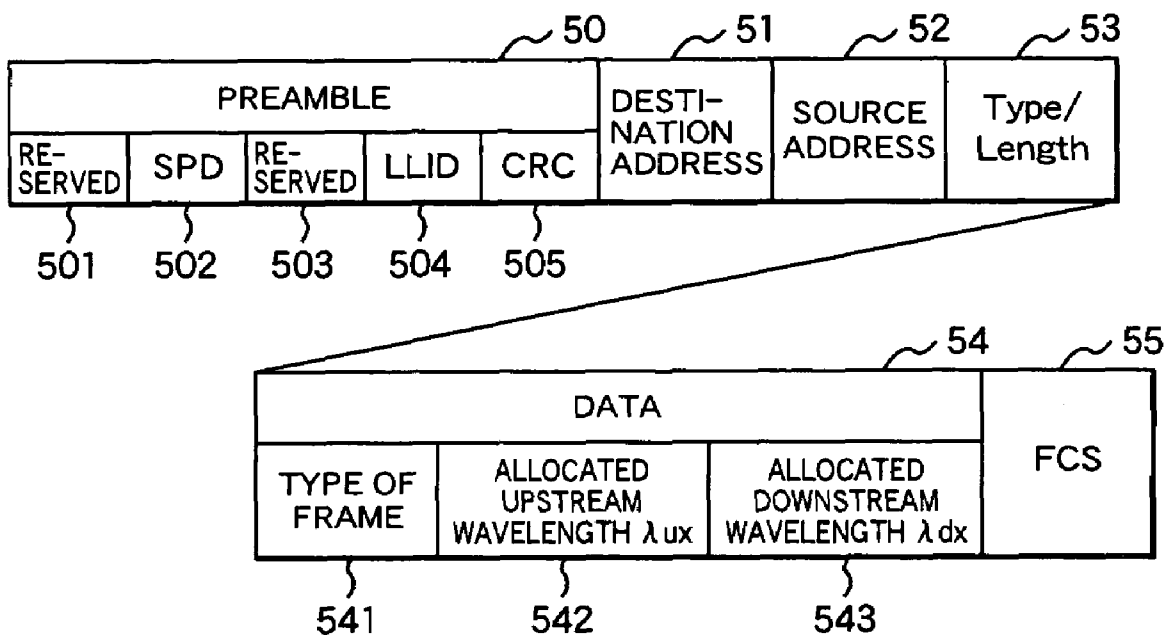 50
51
52
53
PREAMBLE
DESTI-
NATION
ADDRESS
SOURCE
ADDRESS
Type/
Length
RE-
SERVED
SPD
RE-
SERVED
LLID
CRC
501
502
503
504
505
54
55
DATA
FCS
TYPE OF
FRAME
ALLOCATED
UPSTREAM
WAVELENGTH λux
ALLOCATED
DOWNSTREAM
WAVELENGTH λdx
541
542
543